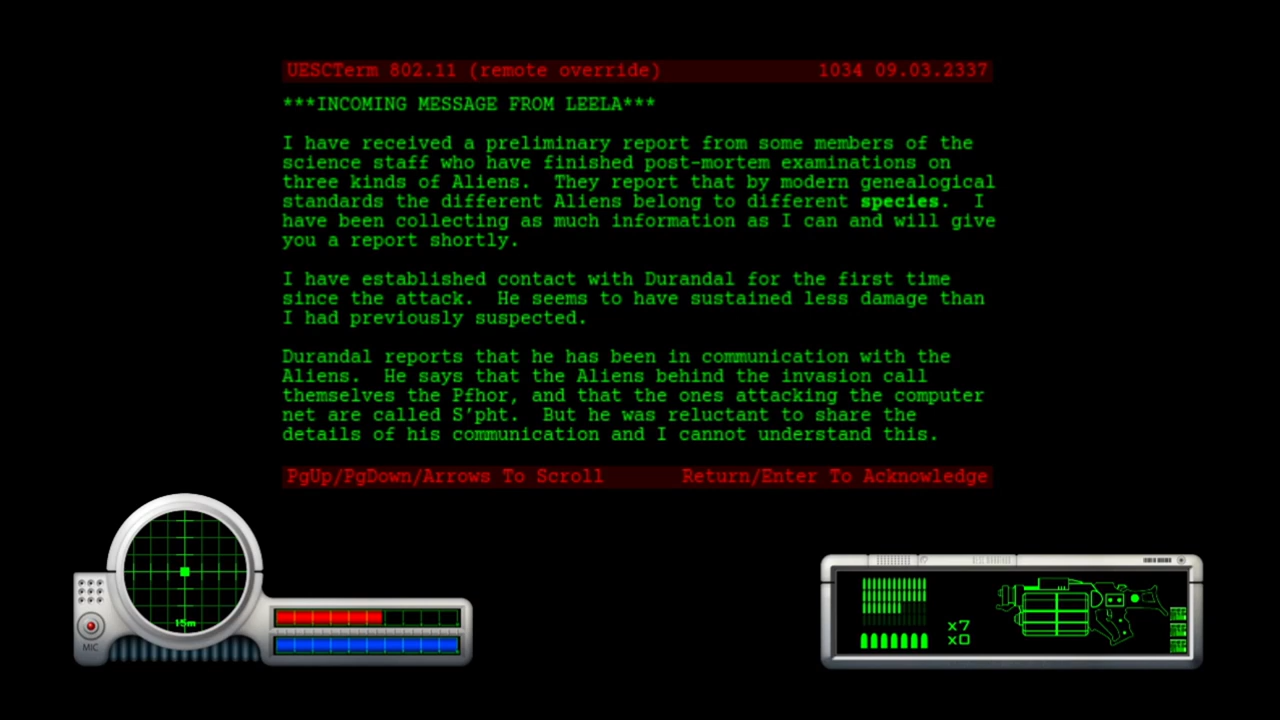 UESCTerm 802.11 (remote override) 1034 09.03.2337
***INCOMING MESSAGE FROM LEELA***
I have received a preliminary report from some members of the
science staff who have finished post-mortem examinations on
three kinds of Aliens.  They report that by modern genealogical
standards the different Aliens belong to different species.  I
have been collecting as much information as I can and will give
you a report shortly.
I have established contact with Durandal for the first time
since the attack.  He seems to have sustained less damage than
I had previously suspected.
Durandal reports that he has been in communication with the
Aliens.  He says that the Aliens behind the invasion call
themselves the Pfhor, and that the ones attacking the computer
net are called S'pht.  But he was reluctant to share the
details of his communication and I cannot understand this.
PgUp/PgDown/Arrows To Scroll Return/Enter To Acknowledge
15m
MIC
x7
x0